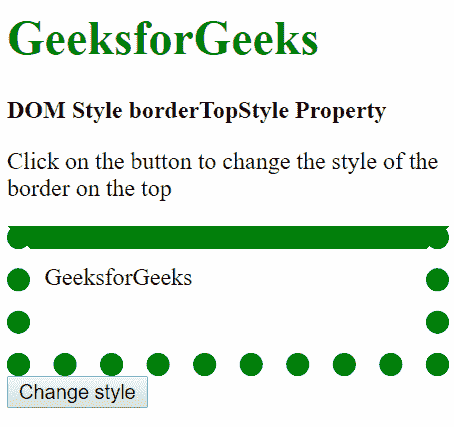 GeeksforGeeks
DOM Style borderTopStyle Property
Click on the button to change the style of the
border on the top
GeeksforGeeks
Change style